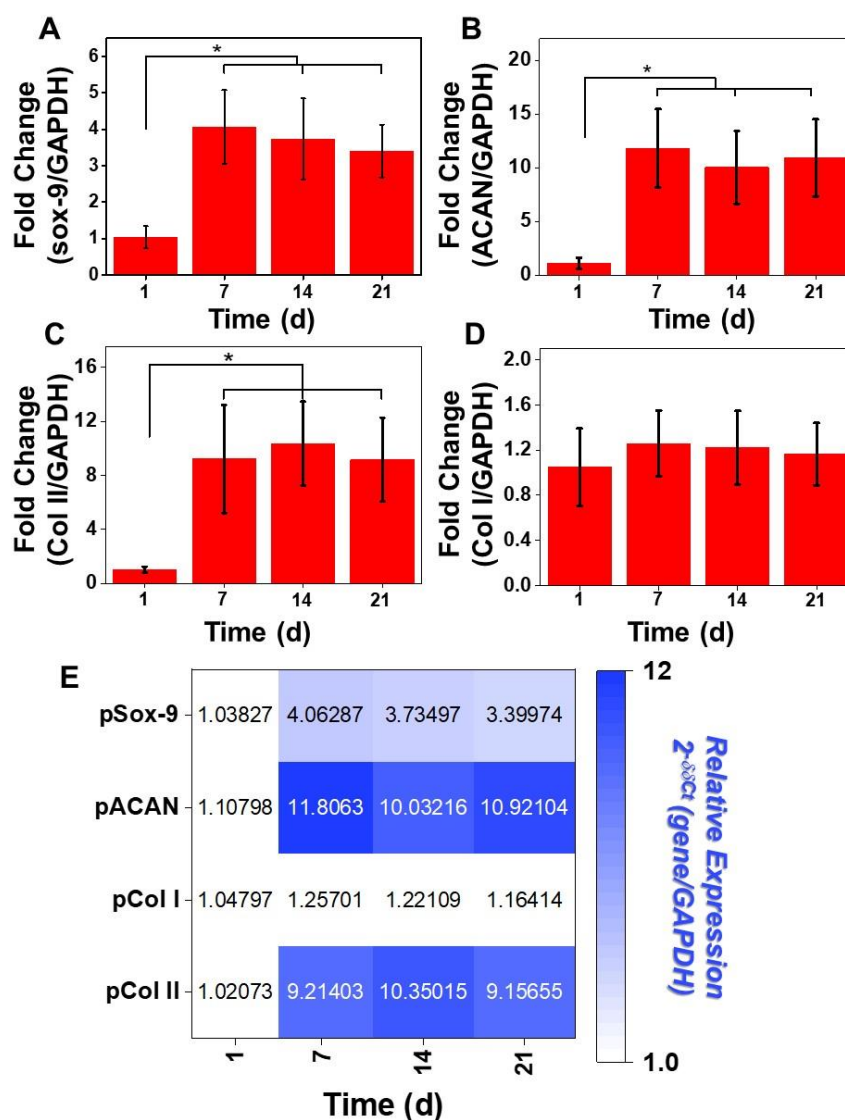 A
Fold Change
(sox-9/GAPDH)
6
5
4
3
2
1
0
*
1 7 14 21
Time (d)
B
Fold Change
(ACAN/GAPDH)
20
15
10
5
0
*
1 7 14 21
Time (d)
C
Fold Change
(Col II/GAPDH)
16
12
8
4
0
*
1 7 14 21
Time (d)
D
Fold Change
(Col I/GAPDH)
2.0
1.6
1.2
0.8
0.4
0.0
1 7 14 21
Time (d)
E
pSox-9 1.03827 4.06287 3.73497 3.39974
pACAN 1.10798 11.8063 10.03216 10.92104
pCol I 1.04797 1.25701 1.22109 1.16414
pCol II 1.02073 9.21403 10.35015 9.15655
1 7 14 21
Time (d)
12
1.0
Relative Expression
2-δδCt (gene/GAPDH)